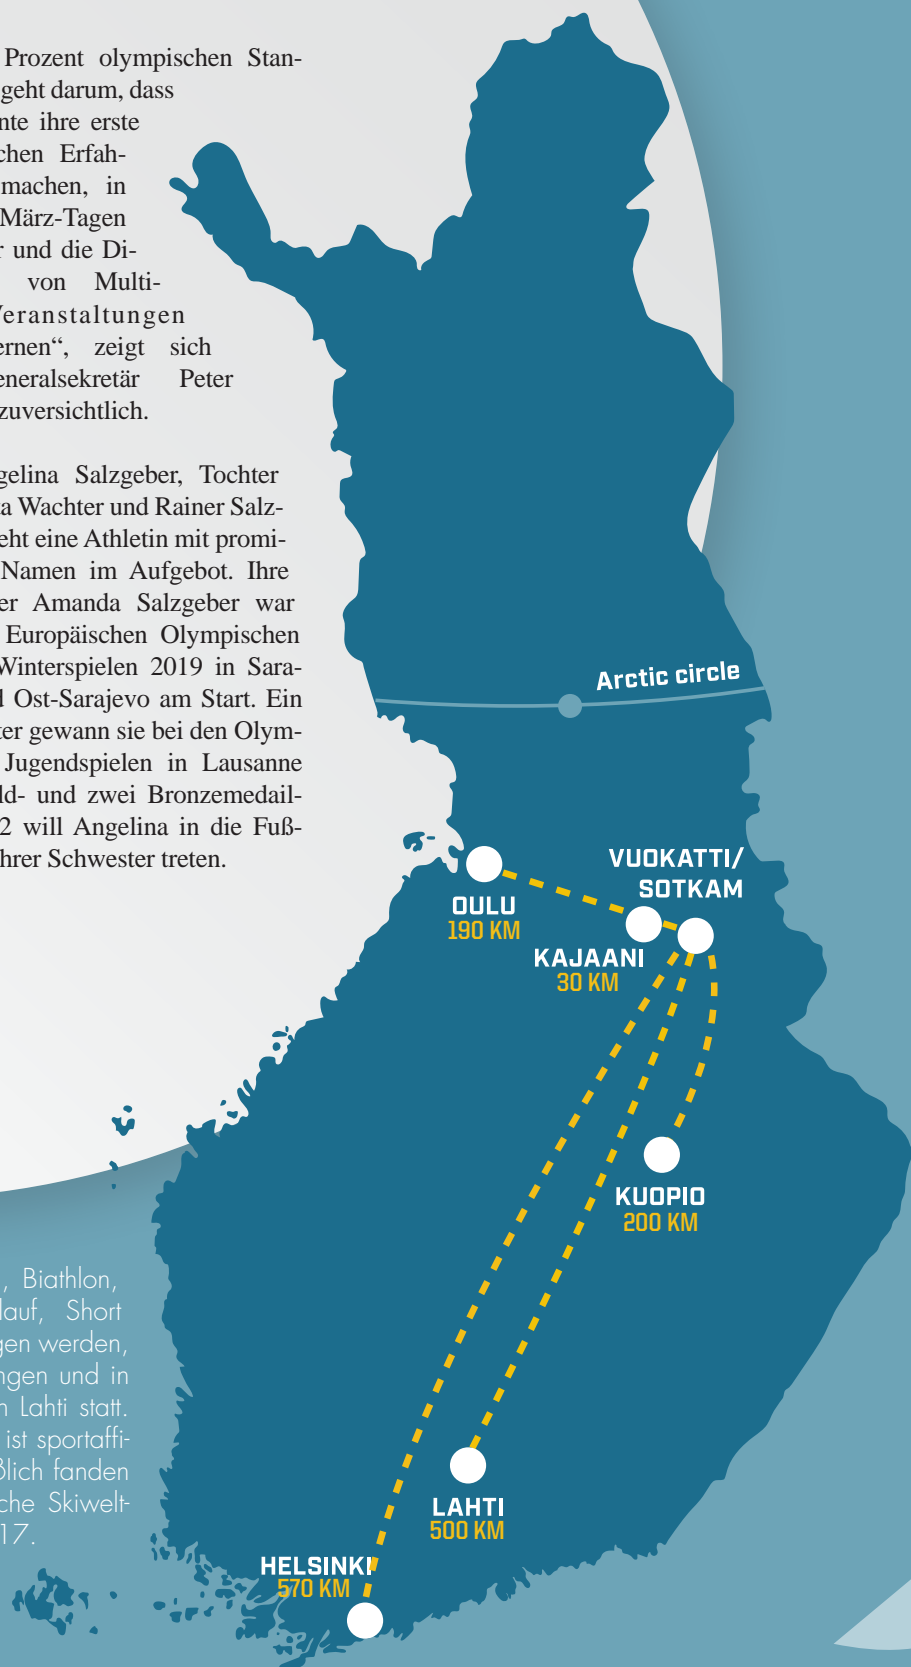 Prozent olympischen Stan-
geht darum, dass
nte ihre erste
chen Erfah-
machen, in
März-Tagen
r und die Di-
von Multi-
Veranstaltungen
ernen“, zeigt sich
eneralsekretär Peter
zuversichtlich.
gelina Salzgeber, Tochter
ta Wachter und Rainer Salz-
eht eine Athletin mit promi-
Namen im Aufgebot. Ihre
er Amanda Salzgeber war
Europäischen Olympischen
Winterspielen 2019 in Sara-
d Ost-Sarajevo am Start. Ein
ter gewann sie bei den Olym-
Jugendspielen in Lausanne
ld- und zwei Bronzemedail-
2 will Angelina in die Fuß-
hrer Schwester treten.
Arctic circle
VUOKATTI/
SOTKAM
OULU
190 KM
KAJAANI
30 KM
KUOPIO
200 KM
LAHTI
500 KM
HELSINKI
570 KM
, Biathlon,
lauf, Short
gen werden,
ngen und in
n Lahti statt.
ist sportaffi-
ßlich fanden
che Skiwelt-
17.